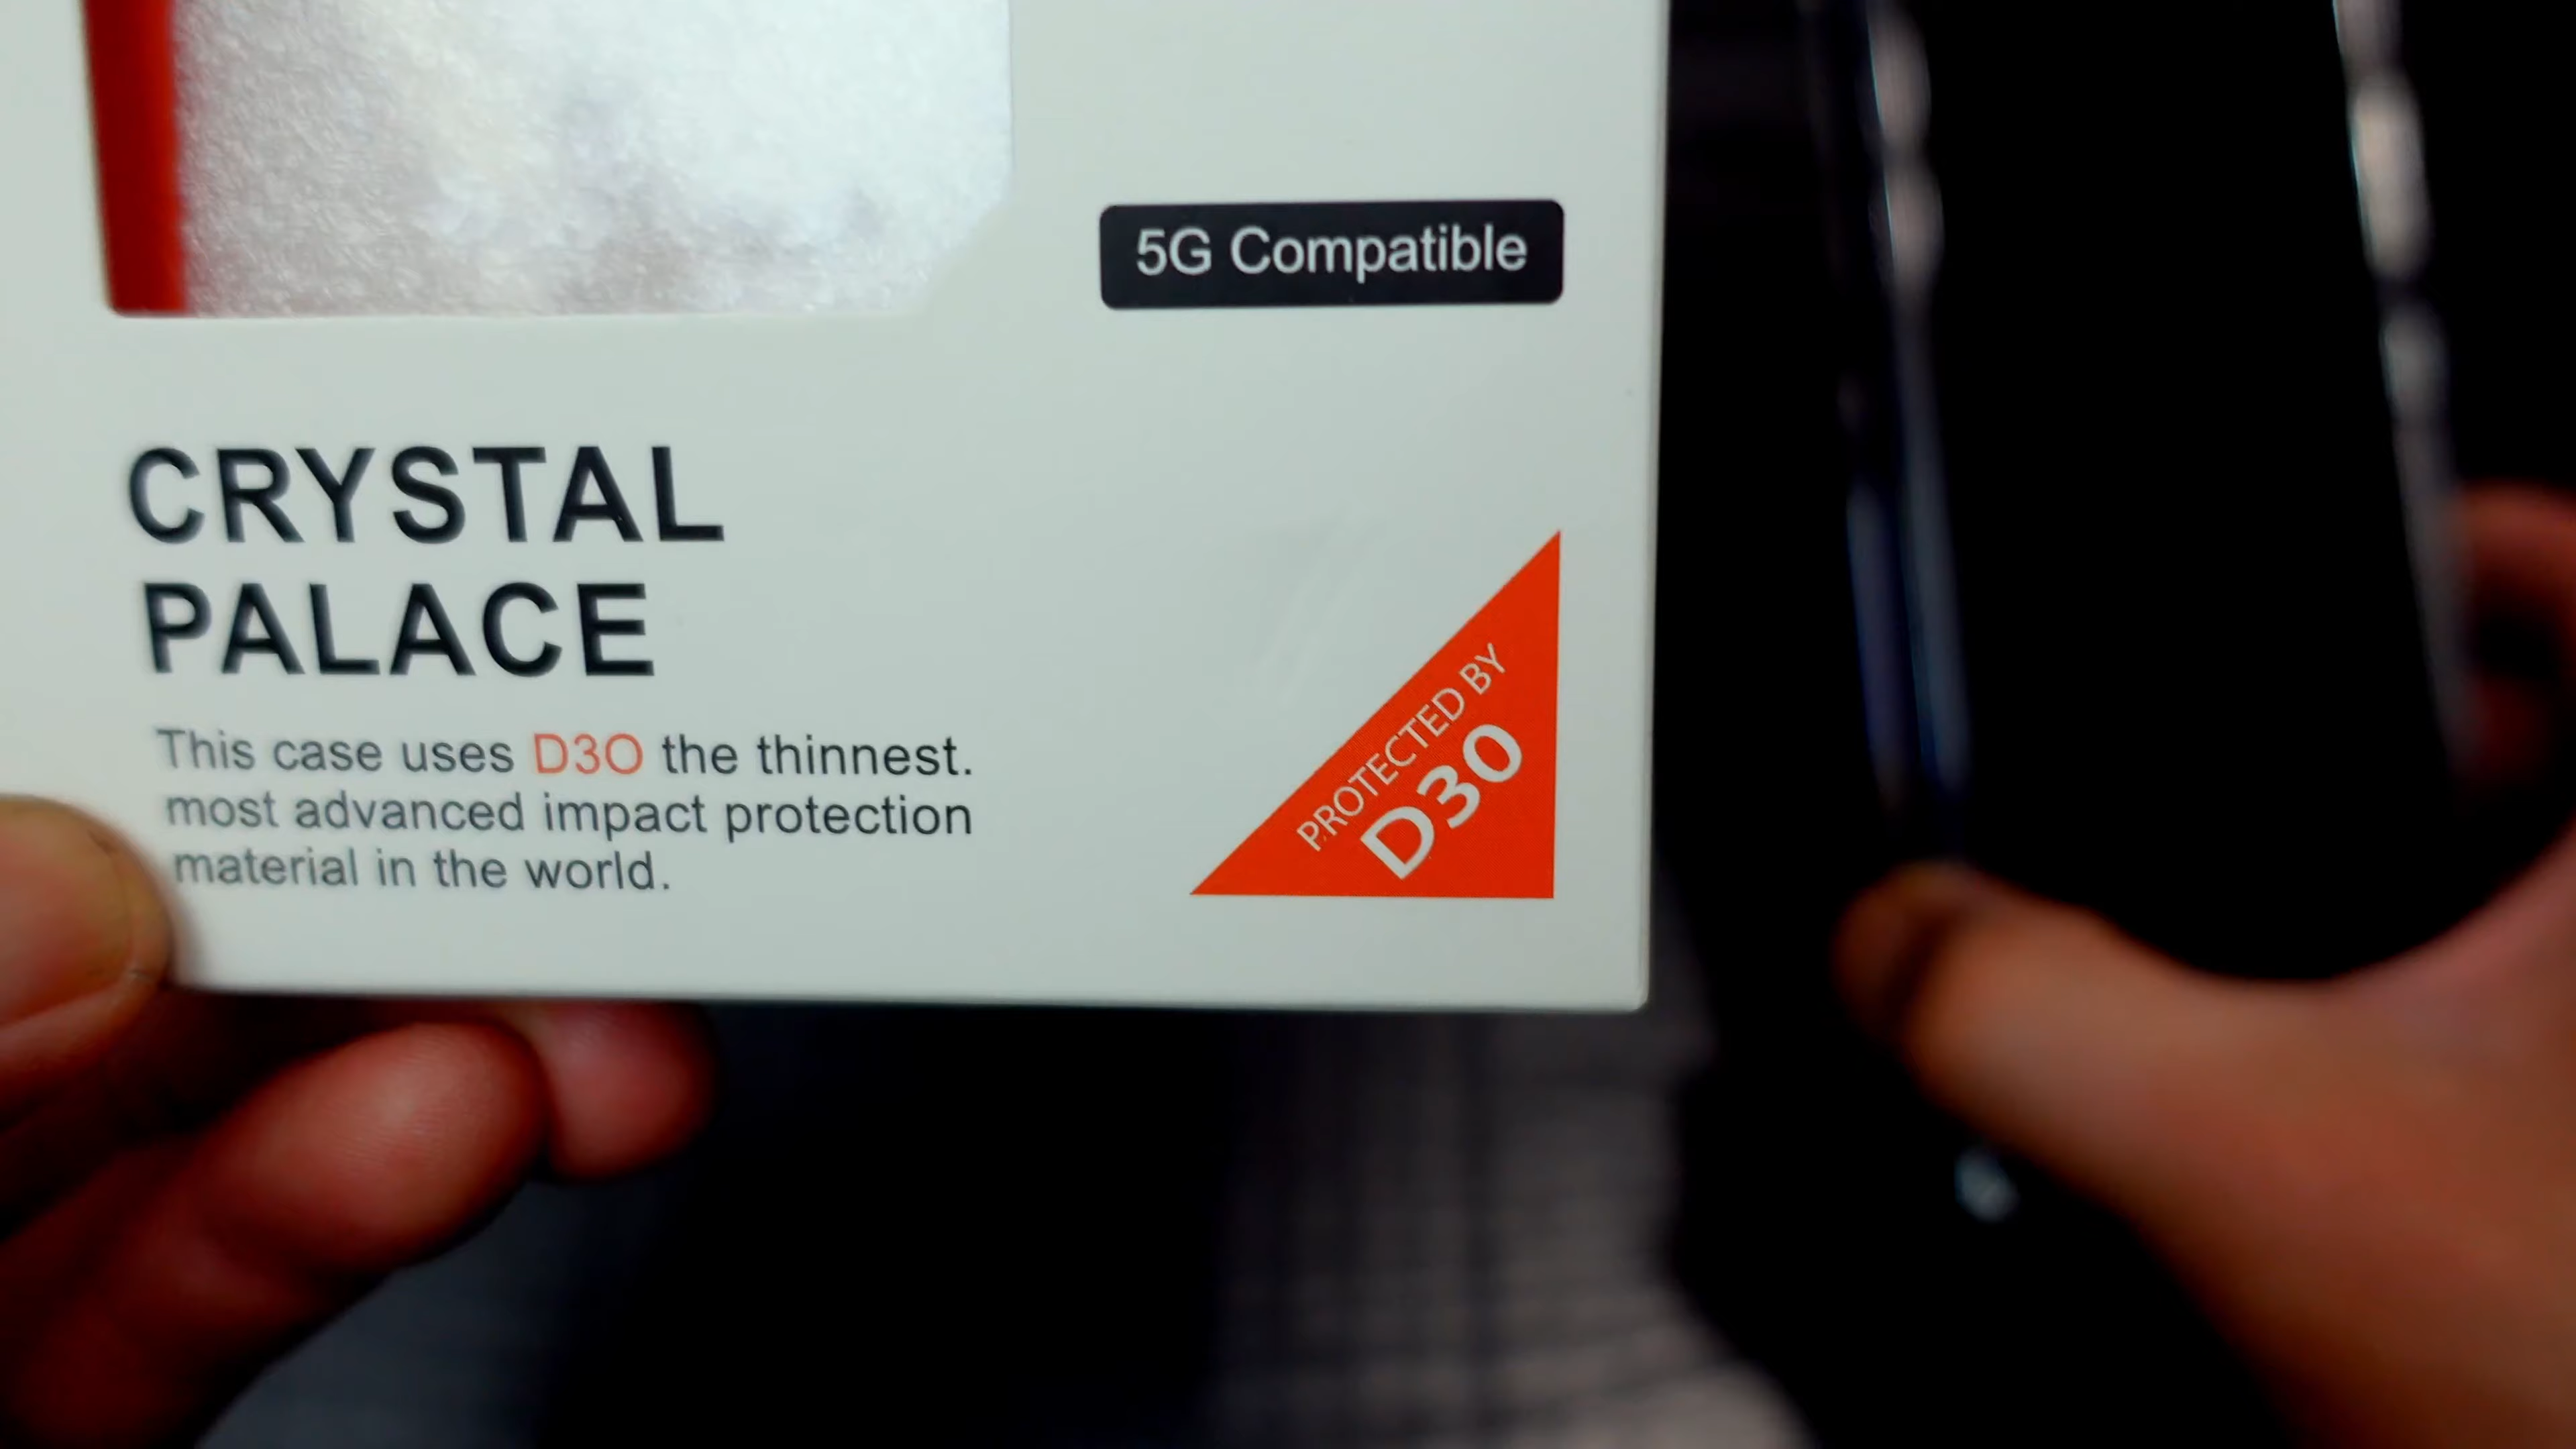 5G Compatible
CRYSTAL
PALACE
This case uses D3O the thinnest.
most advanced impact protection
material in the world.
PROTECTED BY
D30